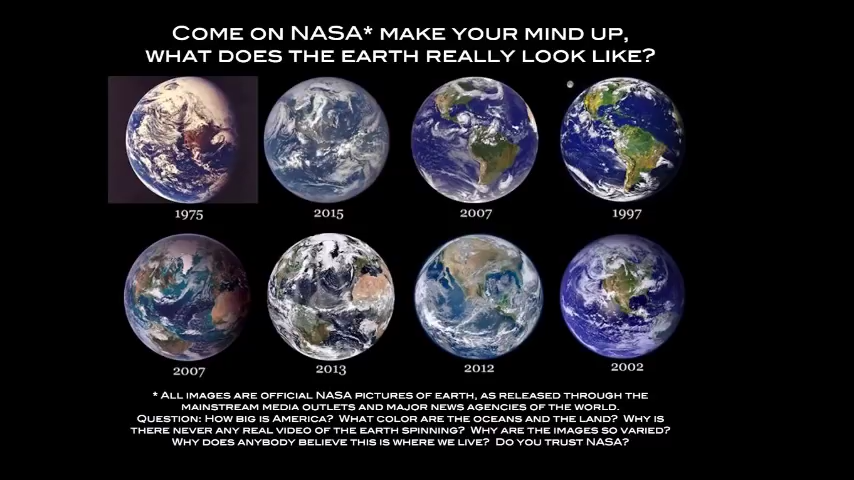 Come on NASA* make your mind up,
what does the earth really look like?
1975
2015
2007
1997
2007
2013
2012
2002
* All images are official NASA pictures of earth, as released through the
mainstream media outlets and major news agencies of the world.
Question: How big is America? What color are the oceans and the land? Why is
there never any real video of the earth spinning? Why are the images so varied?
Why does anybody believe this is where we live? Do you trust NASA?